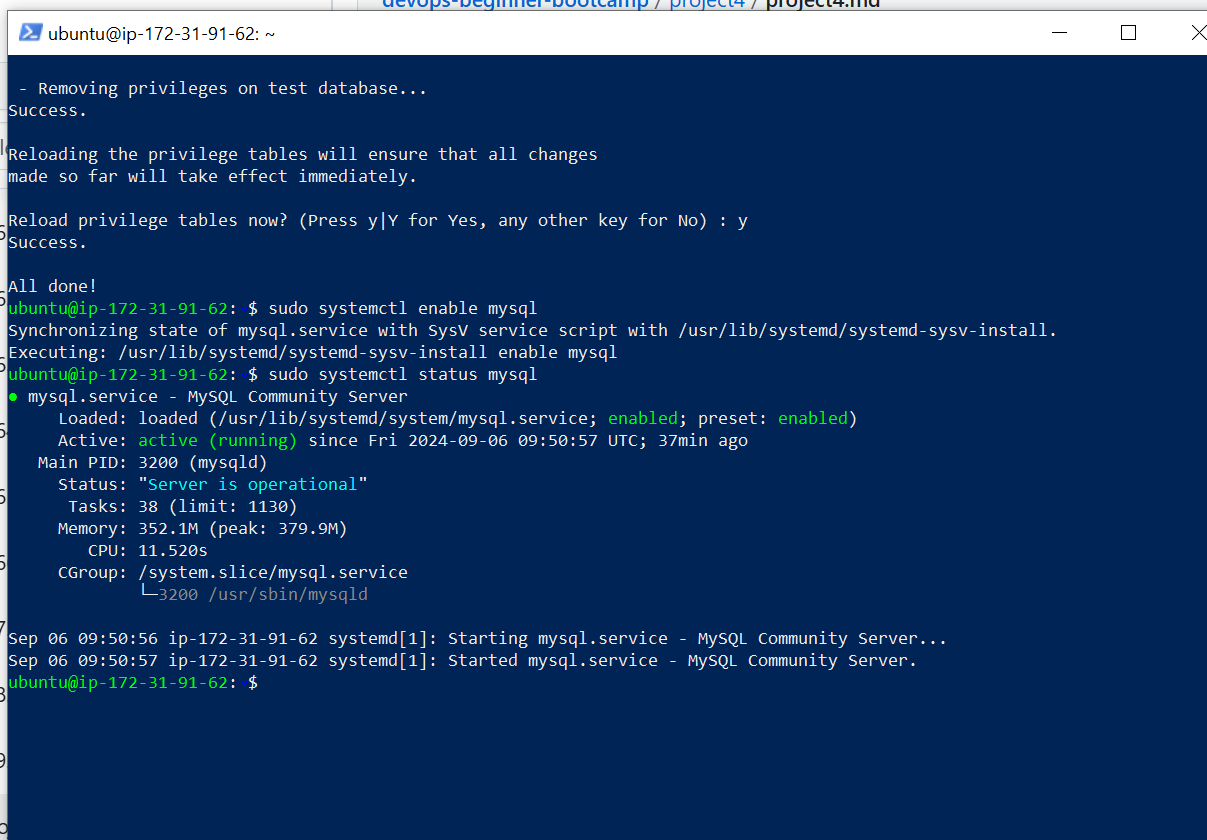 devops-beginner-bootcamp / project4 / project4.md
ubuntu@ip-172-31-91-62: ~
- Removing privileges on test database...
Success.
Reloading the privilege tables will ensure that all changes
made so far will take effect immediately.
Reload privilege tables now? (Press y|Y for Yes, any other key for No) : y
Success.
All done!
ubuntu@ip-172-31-91-62:~$ sudo systemctl enable mysql
Synchronizing state of mysql.service with SysV service script with /usr/lib/systemd/systemd-sysv-install.
Executing: /usr/lib/systemd/systemd-sysv-install enable mysql
ubuntu@ip-172-31-91-62:~$ sudo systemctl status mysql
● mysql.service - MySQL Community Server
Loaded: loaded (/usr/lib/systemd/system/mysql.service; enabled; preset: enabled)
Active: active (running) since Fri 2024-09-06 09:50:57 UTC; 37min ago
Main PID: 3200 (mysqld)
Status: "Server is operational"
Tasks: 38 (limit: 1130)
Memory: 352.1M (peak: 379.9M)
CPU: 11.520s
CGroup: /system.slice/mysql.service
└─3200 /usr/sbin/mysqld
Sep 06 09:50:56 ip-172-31-91-62 systemd[1]: Starting mysql.service - MySQL Community Server...
Sep 06 09:50:57 ip-172-31-91-62 systemd[1]: Started mysql.service - MySQL Community Server.
ubuntu@ip-172-31-91-62:~$